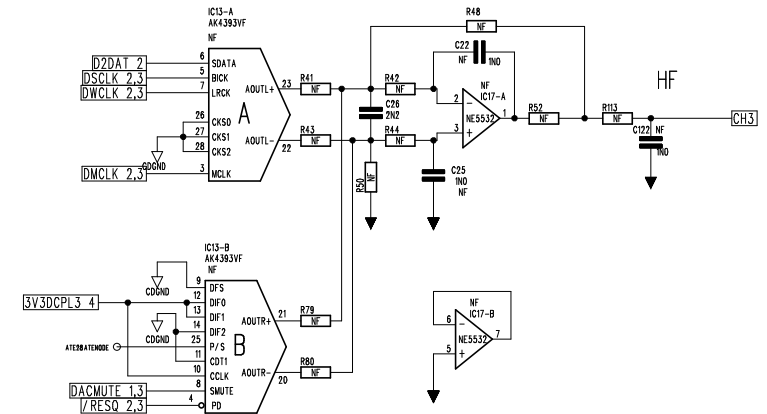 IC13-A
AK4393VF
NF
D2DAT 2
DSCLK 2,3
DWCLK 2,3
6
5
7
SDATA
BICK
LRCK
AOUTL+
23
A
26
27
28
CKS0
CKS1
CKS2
AOUTL-
22
CDGND
DMCLK 2,3
3
MCLK
R41
NF
R43
NF
R48
NF
R42
NF
R44
NF
C26
2N2
R50
NF
C22
NF
1N0
C25
1N0
NF
NF
IC17-A
2
3
1
NE5532
R52
NF
HF
R113
NF
C122
NF
1N0
CH3
IC13-B
AK4393VF
NF
CDGND
3V3DCPL3 4
CDGND
ATE28
ATENODE
DACMUTE 1,3
/RESQ 2,3
9
12
13
14
25
11
10
8
4
DFS
DIF0
DIF1
DIF2
P/S
CDT1
CCLK
SMUTE
PD
B
AOUTR+
21
AOUTR-
20
R79
NF
R80
NF
NF
IC17-B
6
5
7
NE5532